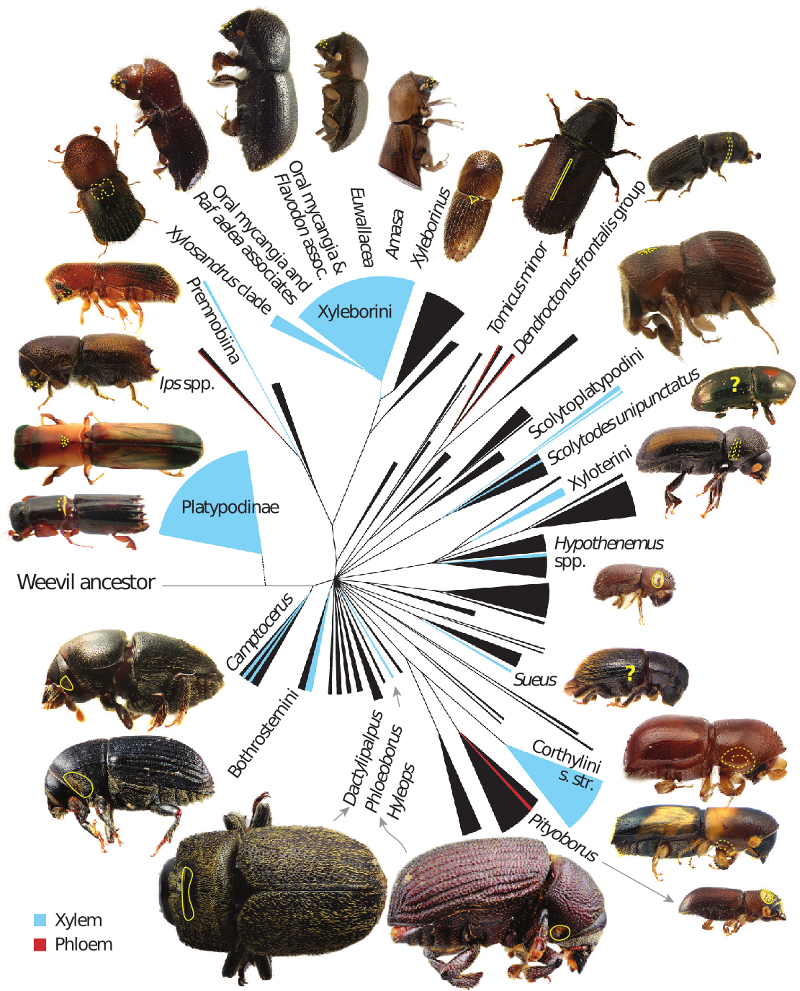 Oral mycangia &
Flavodon assoc.
Oral mycangia and
Raffaelea associates
Euwallacea
Amasa
Xyleborinus
Xylosandrus clade
Premnobiina
Ips spp.
Xyleborini
Tomicus minor
Dendroctonus frontalis group
Scolytoplatypodini
Scolytodes unipunctatus
?
Xyloterini
Platypodinae
Hypothenemus
spp.
Weevil ancestor
Camptocerus
Bothrosternini
Sueus
?
Dactylipalpus
Phloeoborus
Hyleops
Corthylini
s. str.
Pityoborus
Xylem
Phloem